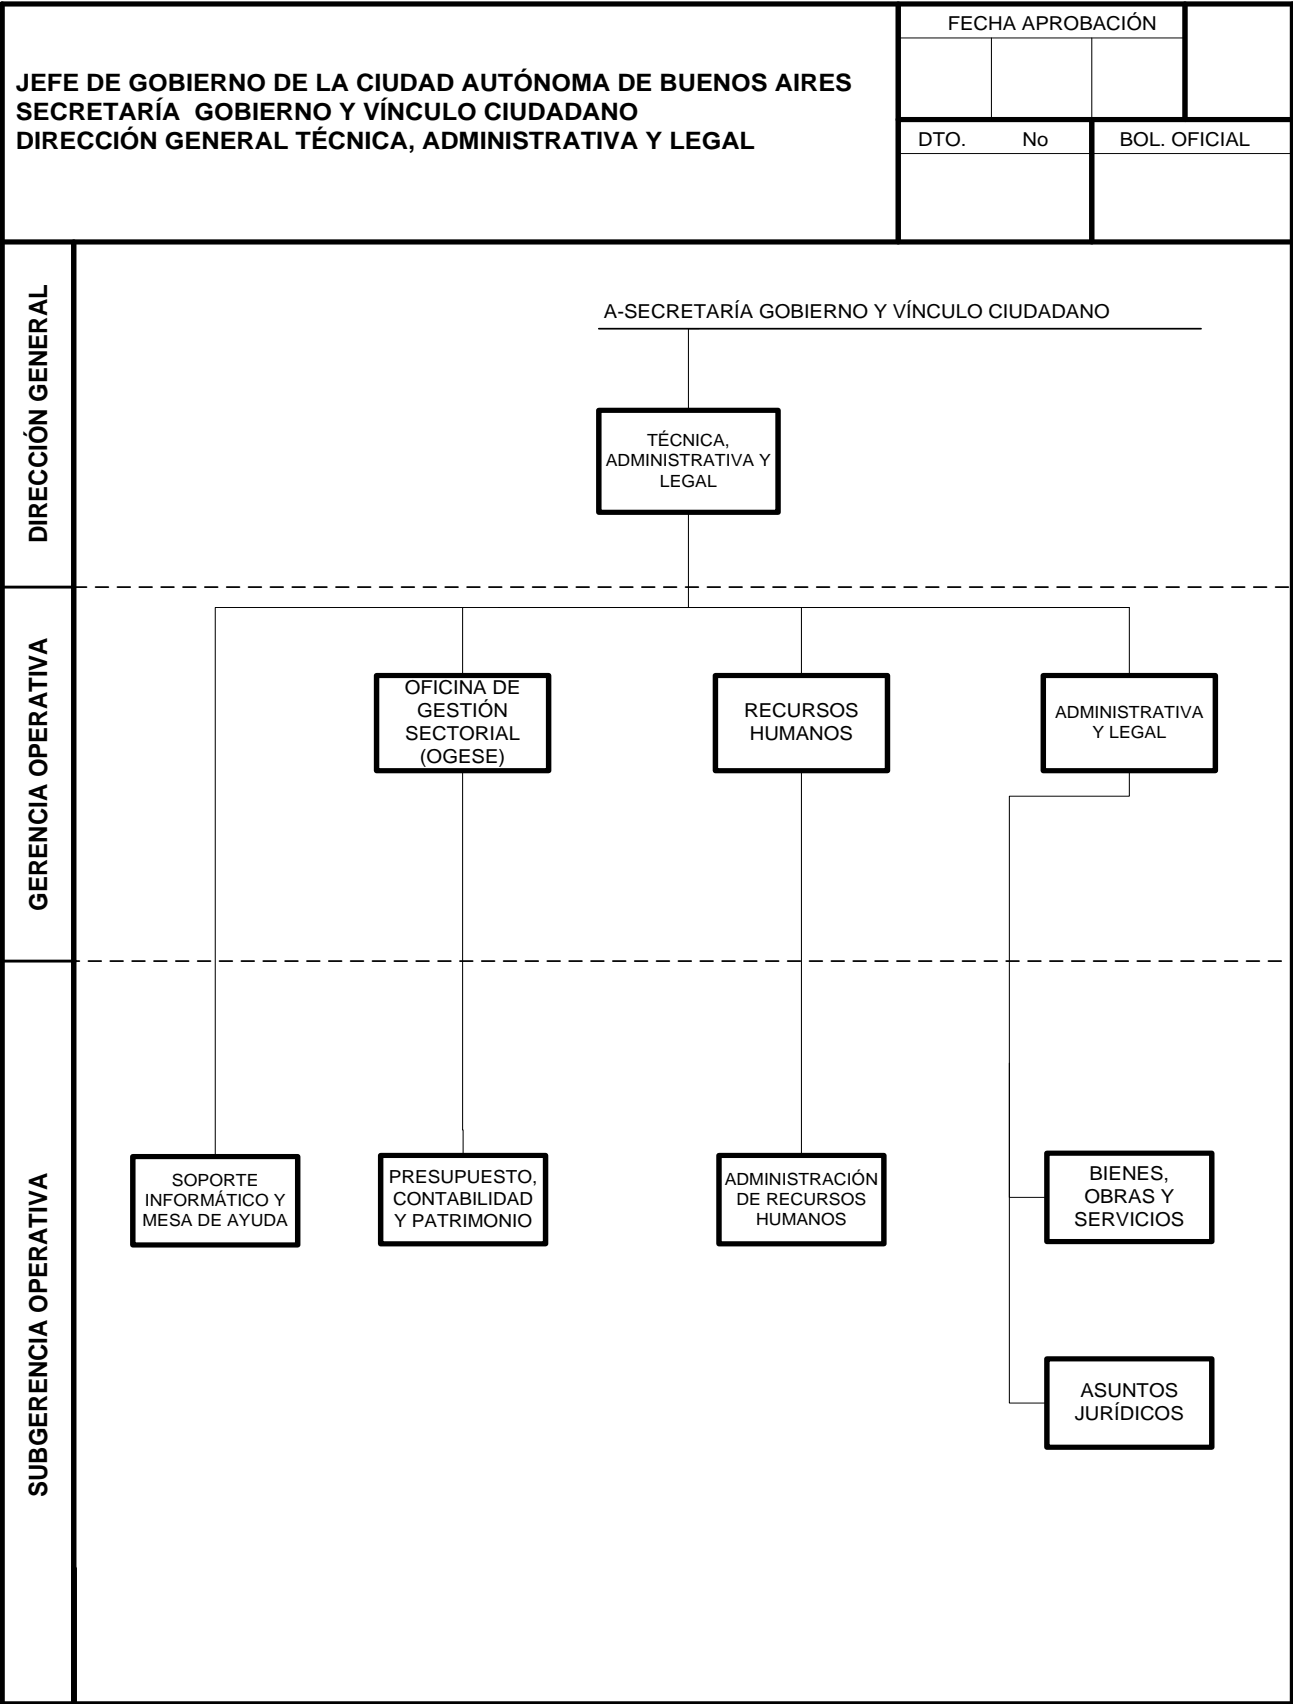 JEFE DE GOBIERNO DE LA CIUDAD AUTÓNOMA DE BUENOS AIRES
SECRETARÍA GOBIERNO Y VÍNCULO CIUDADANO
DIRECCIÓN GENERAL TÉCNICA, ADMINISTRATIVA Y LEGAL
FECHA APROBACIÓN
DTO. No
BOL. OFICIAL
DIRECCIÓN GENERAL
A-SECRETARÍA GOBIERNO Y VÍNCULO CIUDADANO
TÉCNICA,
ADMINISTRATIVA Y
LEGAL
GERENCIA OPERATIVA
OFICINA DE
GESTIÓN
SECTORIAL
(OGESE)
RECURSOS
HUMANOS
ADMINISTRATIVA
Y LEGAL
SUBGERENCIA OPERATIVA
SOPORTE
INFORMÁTICO Y
MESA DE AYUDA
PRESUPUESTO,
CONTABILIDAD
Y PATRIMONIO
ADMINISTRACIÓN
DE RECURSOS
HUMANOS
BIENES,
OBRAS Y
SERVICIOS
ASUNTOS
JURÍDICOS